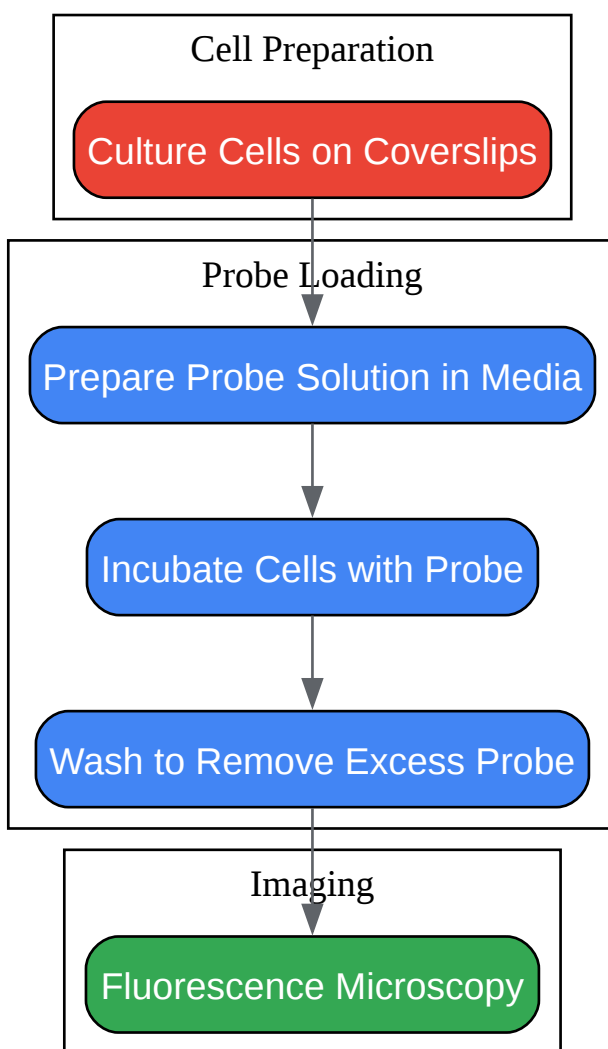 Cell Preparation
Culture Cells on Coverslips
Probe Loading
Prepare Probe Solution in Media
Incubate Cells with Probe
Wash to Remove Excess Probe
Imaging
Fluorescence Microscopy